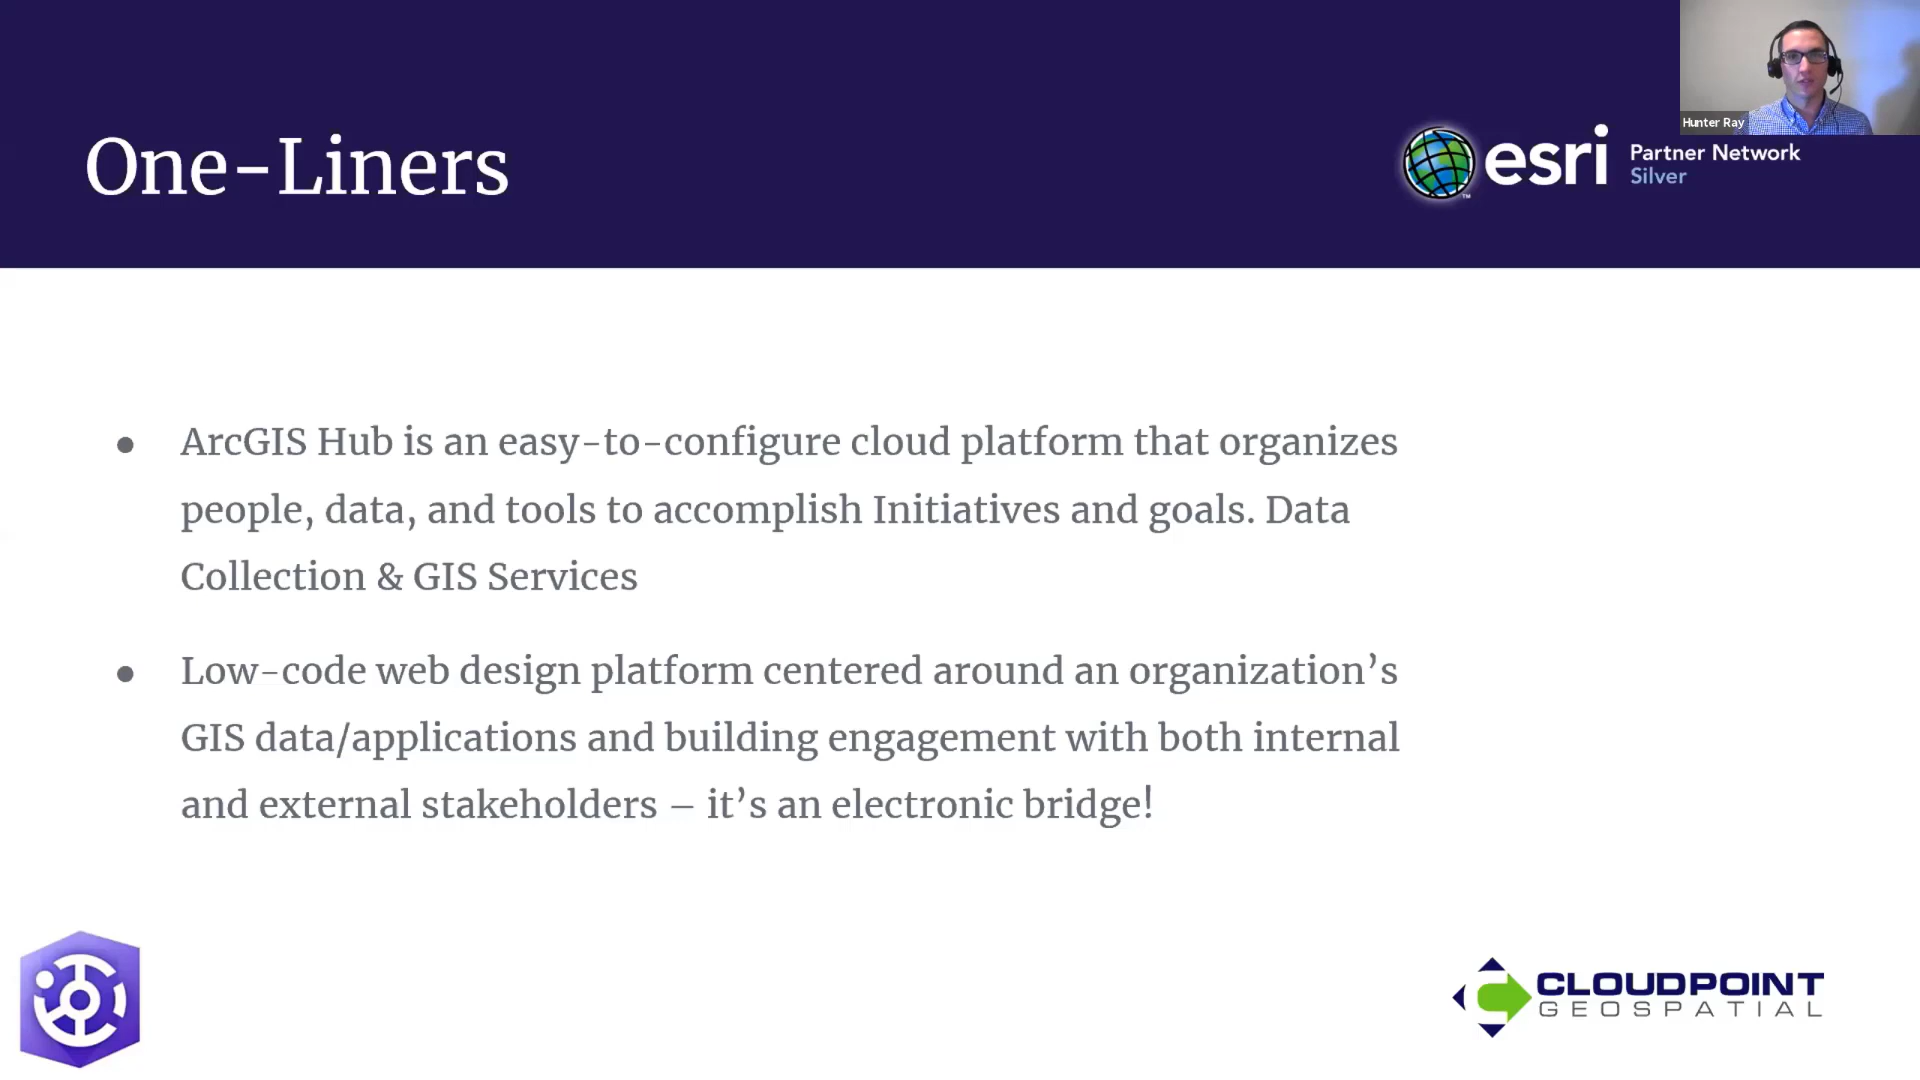 Hunter Ray
One-Liners
esri
Partner Network
Silver
TM
● ArcGIS Hub is an easy-to-configure cloud platform that organizes
people, data, and tools to accomplish Initiatives and goals. Data
Collection & GIS Services
● Low-code web design platform centered around an organization’s
GIS data/applications and building engagement with both internal
and external stakeholders – it’s an electronic bridge!
CLOUDPOINT
GEOSPATIAL